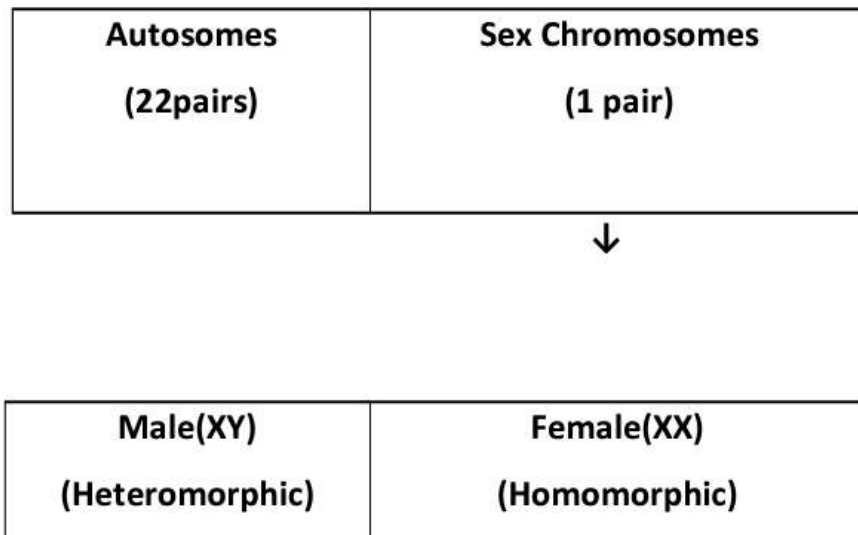 Autosomes
(22pairs)
Sex Chromosomes
(1 pair)
↓
Male(XY)
(Heteromorphic)
Female(XX)
(Homomorphic)